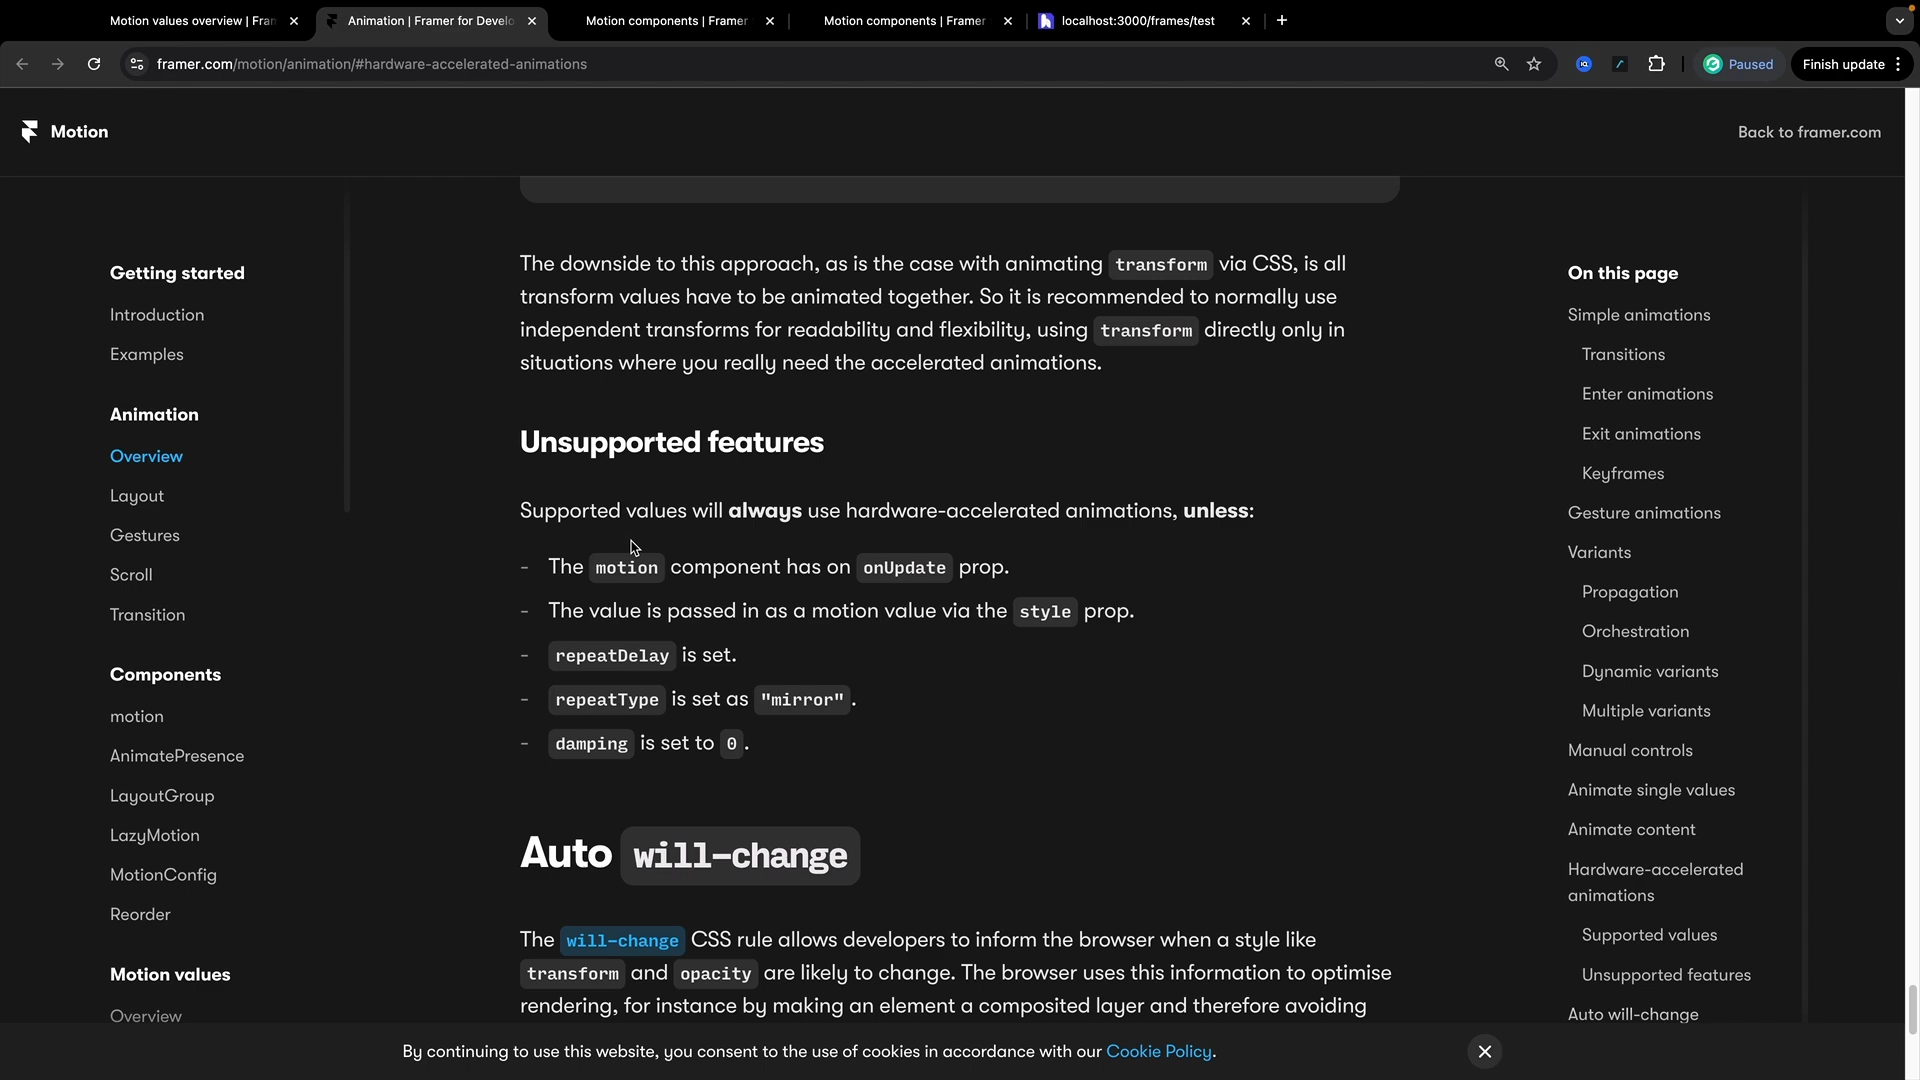 Motion values overview | Fran
Animation | Framer for Develo
Motion components | Framer
Motion components | Framer
localhost:3000/frames/test
framer.com/motion/animation/#hardware-accelerated-animations
Paused
Finish update
Motion
Back to framer.com
Getting started
Introduction
Examples
Animation
Overview
Layout
Gestures
Scroll
Transition
Components
motion
AnimatePresence
LayoutGroup
LazyMotion
MotionConfig
Reorder
Motion values
Overview
The downside to this approach, as is the case with animating transform via CSS, is all
transform values have to be animated together. So it is recommended to normally use
independent transforms for readability and flexibility, using transform directly only in
situations where you really need the accelerated animations.
Unsupported features
Supported values will always use hardware-accelerated animations, unless:
- The motion component has on onUpdate prop.
- The value is passed in as a motion value via the style prop.
- repeatDelay is set.
- repeatType is set as "mirror".
- damping is set to 0.
Auto will-change
The will-change CSS rule allows developers to inform the browser when a style like
transform and opacity are likely to change. The browser uses this information to optimise
rendering, for instance by making an element a composited layer and therefore avoiding
On this page
Simple animations
Transitions
Enter animations
Exit animations
Keyframes
Gesture animations
Variants
Propagation
Orchestration
Dynamic variants
Multiple variants
Manual controls
Animate single values
Animate content
Hardware-accelerated
animations
Supported values
Unsupported features
Auto will-change
By continuing to use this website, you consent to the use of cookies in accordance with our Cookie Policy.